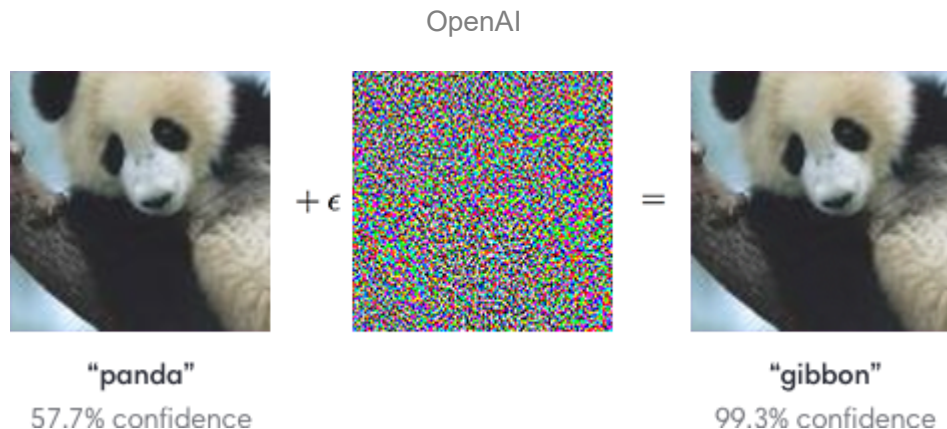 OpenAI
+ ϵ
=
“panda”
57.7% confidence
“gibbon”
99.3% confidence